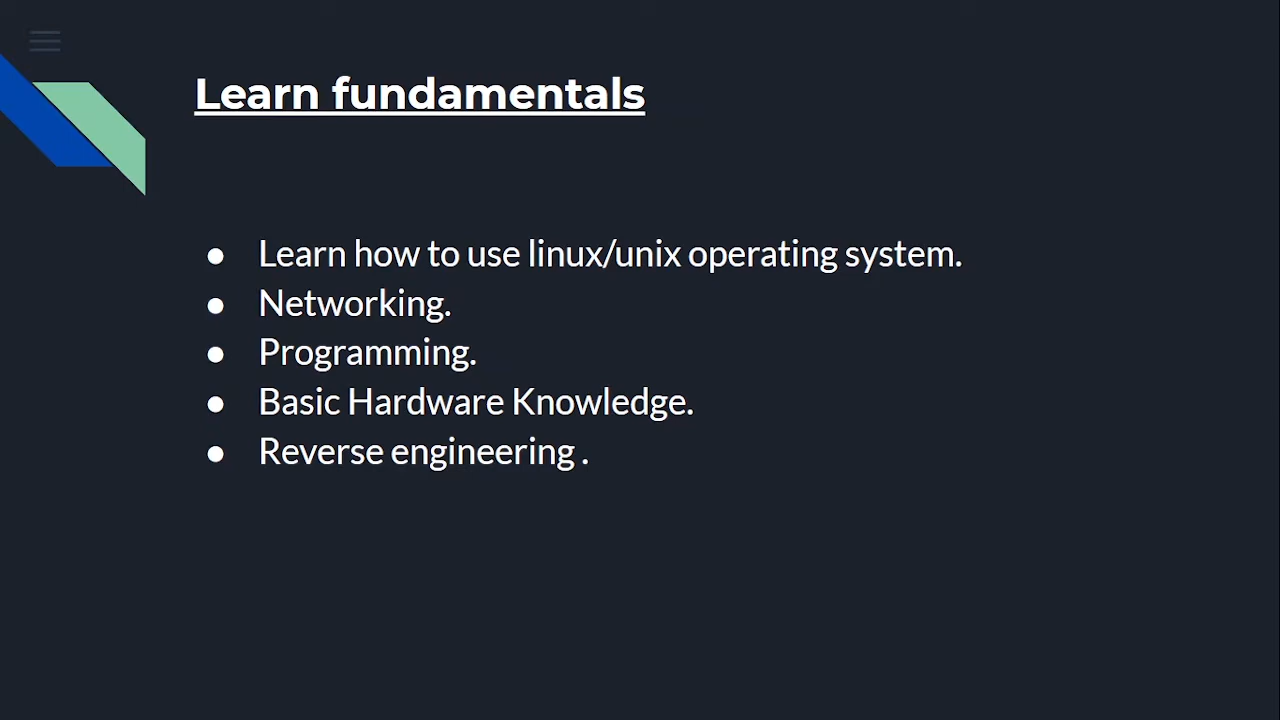 Learn fundamentals
● Learn how to use linux/unix operating system.
● Networking.
● Programming.
● Basic Hardware Knowledge.
● Reverse engineering .